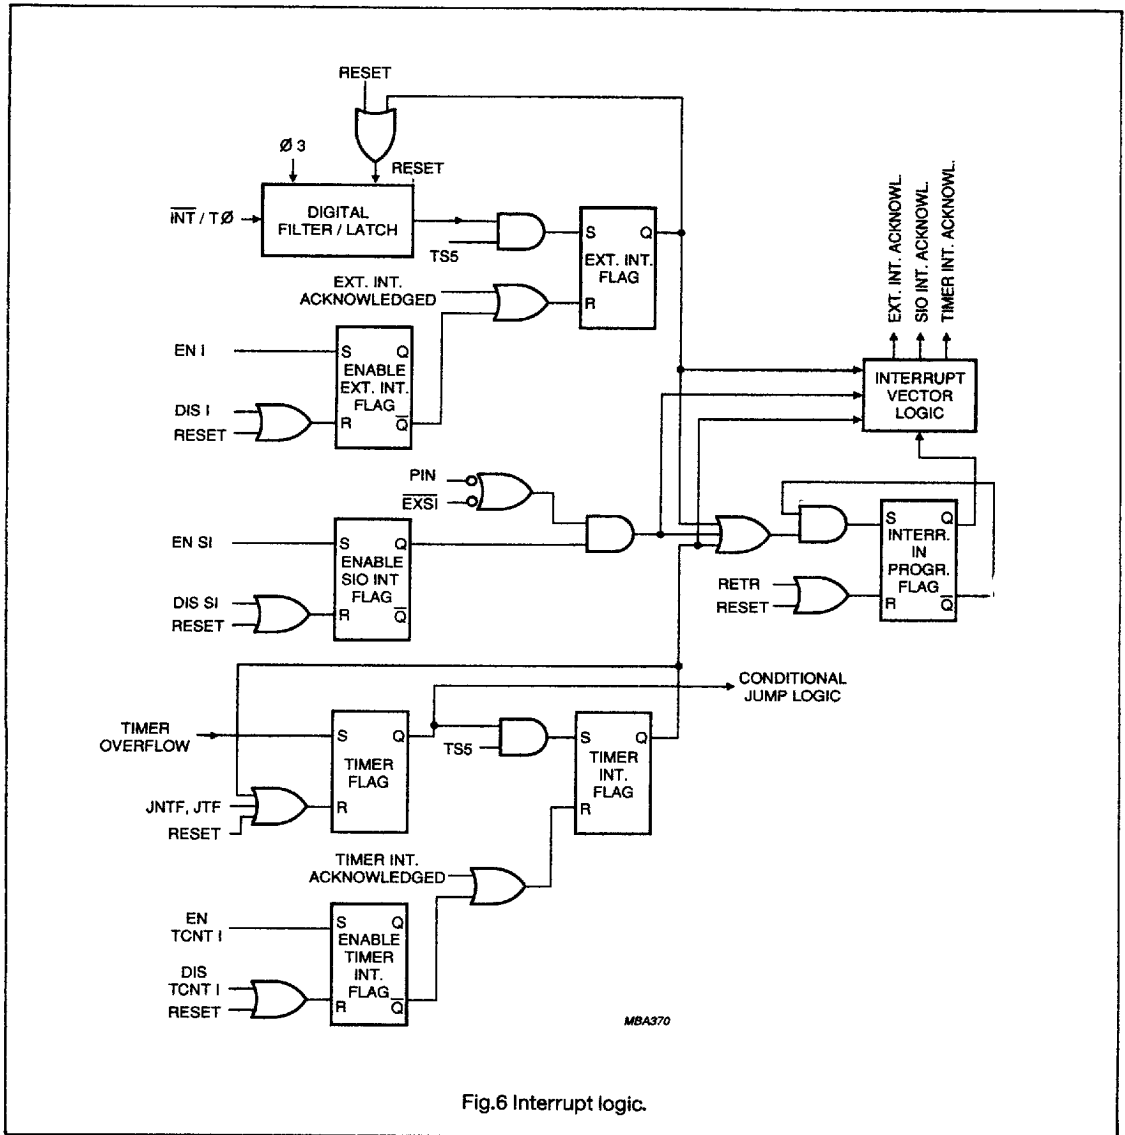 RESET
Ø 3
RESET
INT / TØ
DIGITAL
FILTER / LATCH
TS5
S Q
EXT. INT.
FLAG
R
EXT. INT.
ACKNOWLEDGED
EXT. INT. ACKNOWL.
SIO INT. ACKNOWL.
TIMER INT. ACKNOWL.
INTERRUPT
VECTOR
LOGIC
EN I
S Q
ENABLE
EXT. INT.
FLAG
R Q
DIS I
RESET
PIN
EXSI
EN SI
S Q
ENABLE
SIO INT
FLAG
R Q
DIS SI
RESET
S Q
INTERR.
IN
PROGR.
FLAG
R Q
RETR
RESET
CONDITIONAL
JUMP LOGIC
TIMER
OVERFLOW
S Q
TIMER
FLAG
R
JNTF, JTF
RESET
TS5
S Q
TIMER
INT.
FLAG
R
TIMER INT.
ACKNOWLEDGED
EN
TCNT I
S Q
ENABLE
TIMER
INT.
FLAG
R Q
DIS
TCNT I
RESET
MBA370
Fig.6 Interrupt logic.